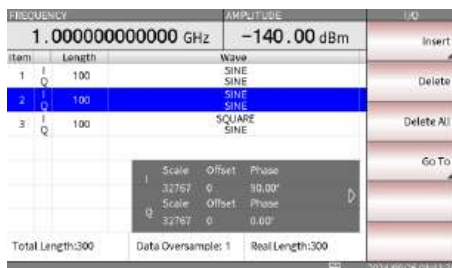 FREQUENCY AMPLITUDE I/Q
1.000000000000 GHz -140.00 dBm
Item Length Wave
1 I Q 100 SINE SINE
2 I Q 100 SINE SINE
3 I Q 100 SQUARE SINE
I Scale Offset Phase
32767 0 90.00°
Q Scale Offset Phase
32767 0 0.00°
Total Length:300 Data Oversample: 1 Real Length:300
Insert
Delete
Delete All
Go To